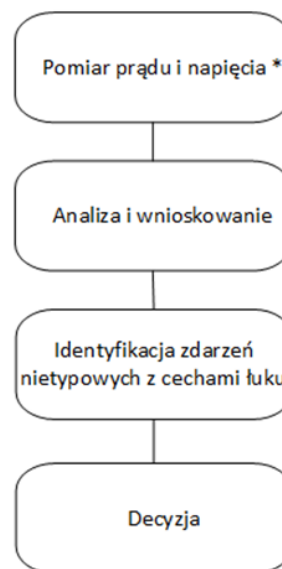 Pomiar prądu i napięcia *
Analiza i wnioskowanie
Identyfikacja zdarzeń
nietypowych z cechami łuku
Decyzja